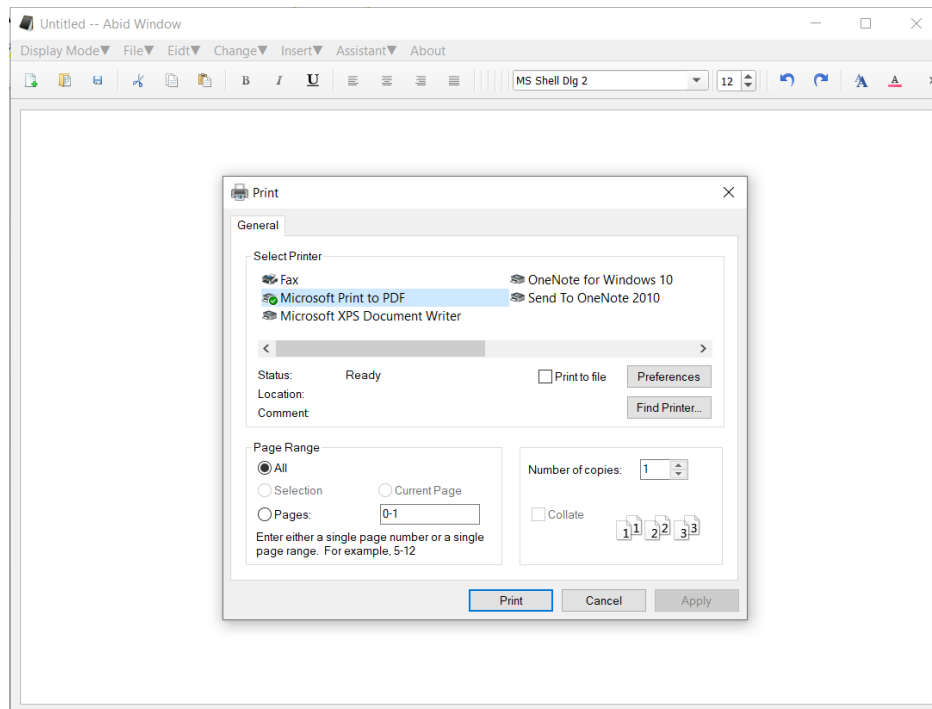 Untitled -- Abid Window
Display Mode▼ File▼ Eidt▼ Change▼ Insert▼ Assistant▼ About
B I U MS Shell Dlg 2 12 A A
Print
General
Select Printer
Fax OneNote for Windows 10
Microsoft Print to PDF Send To OneNote 2010
Microsoft XPS Document Writer
Status: Ready Print to file Preferences
Location:
Comment: Find Printer...
Page Range
All Number of copies: 1
Selection Current Page
Pages: 0-1 Collate 1 1 2 2 3 3
Enter either a single page number or a single
page range. For example, 5-12
Print Cancel Apply